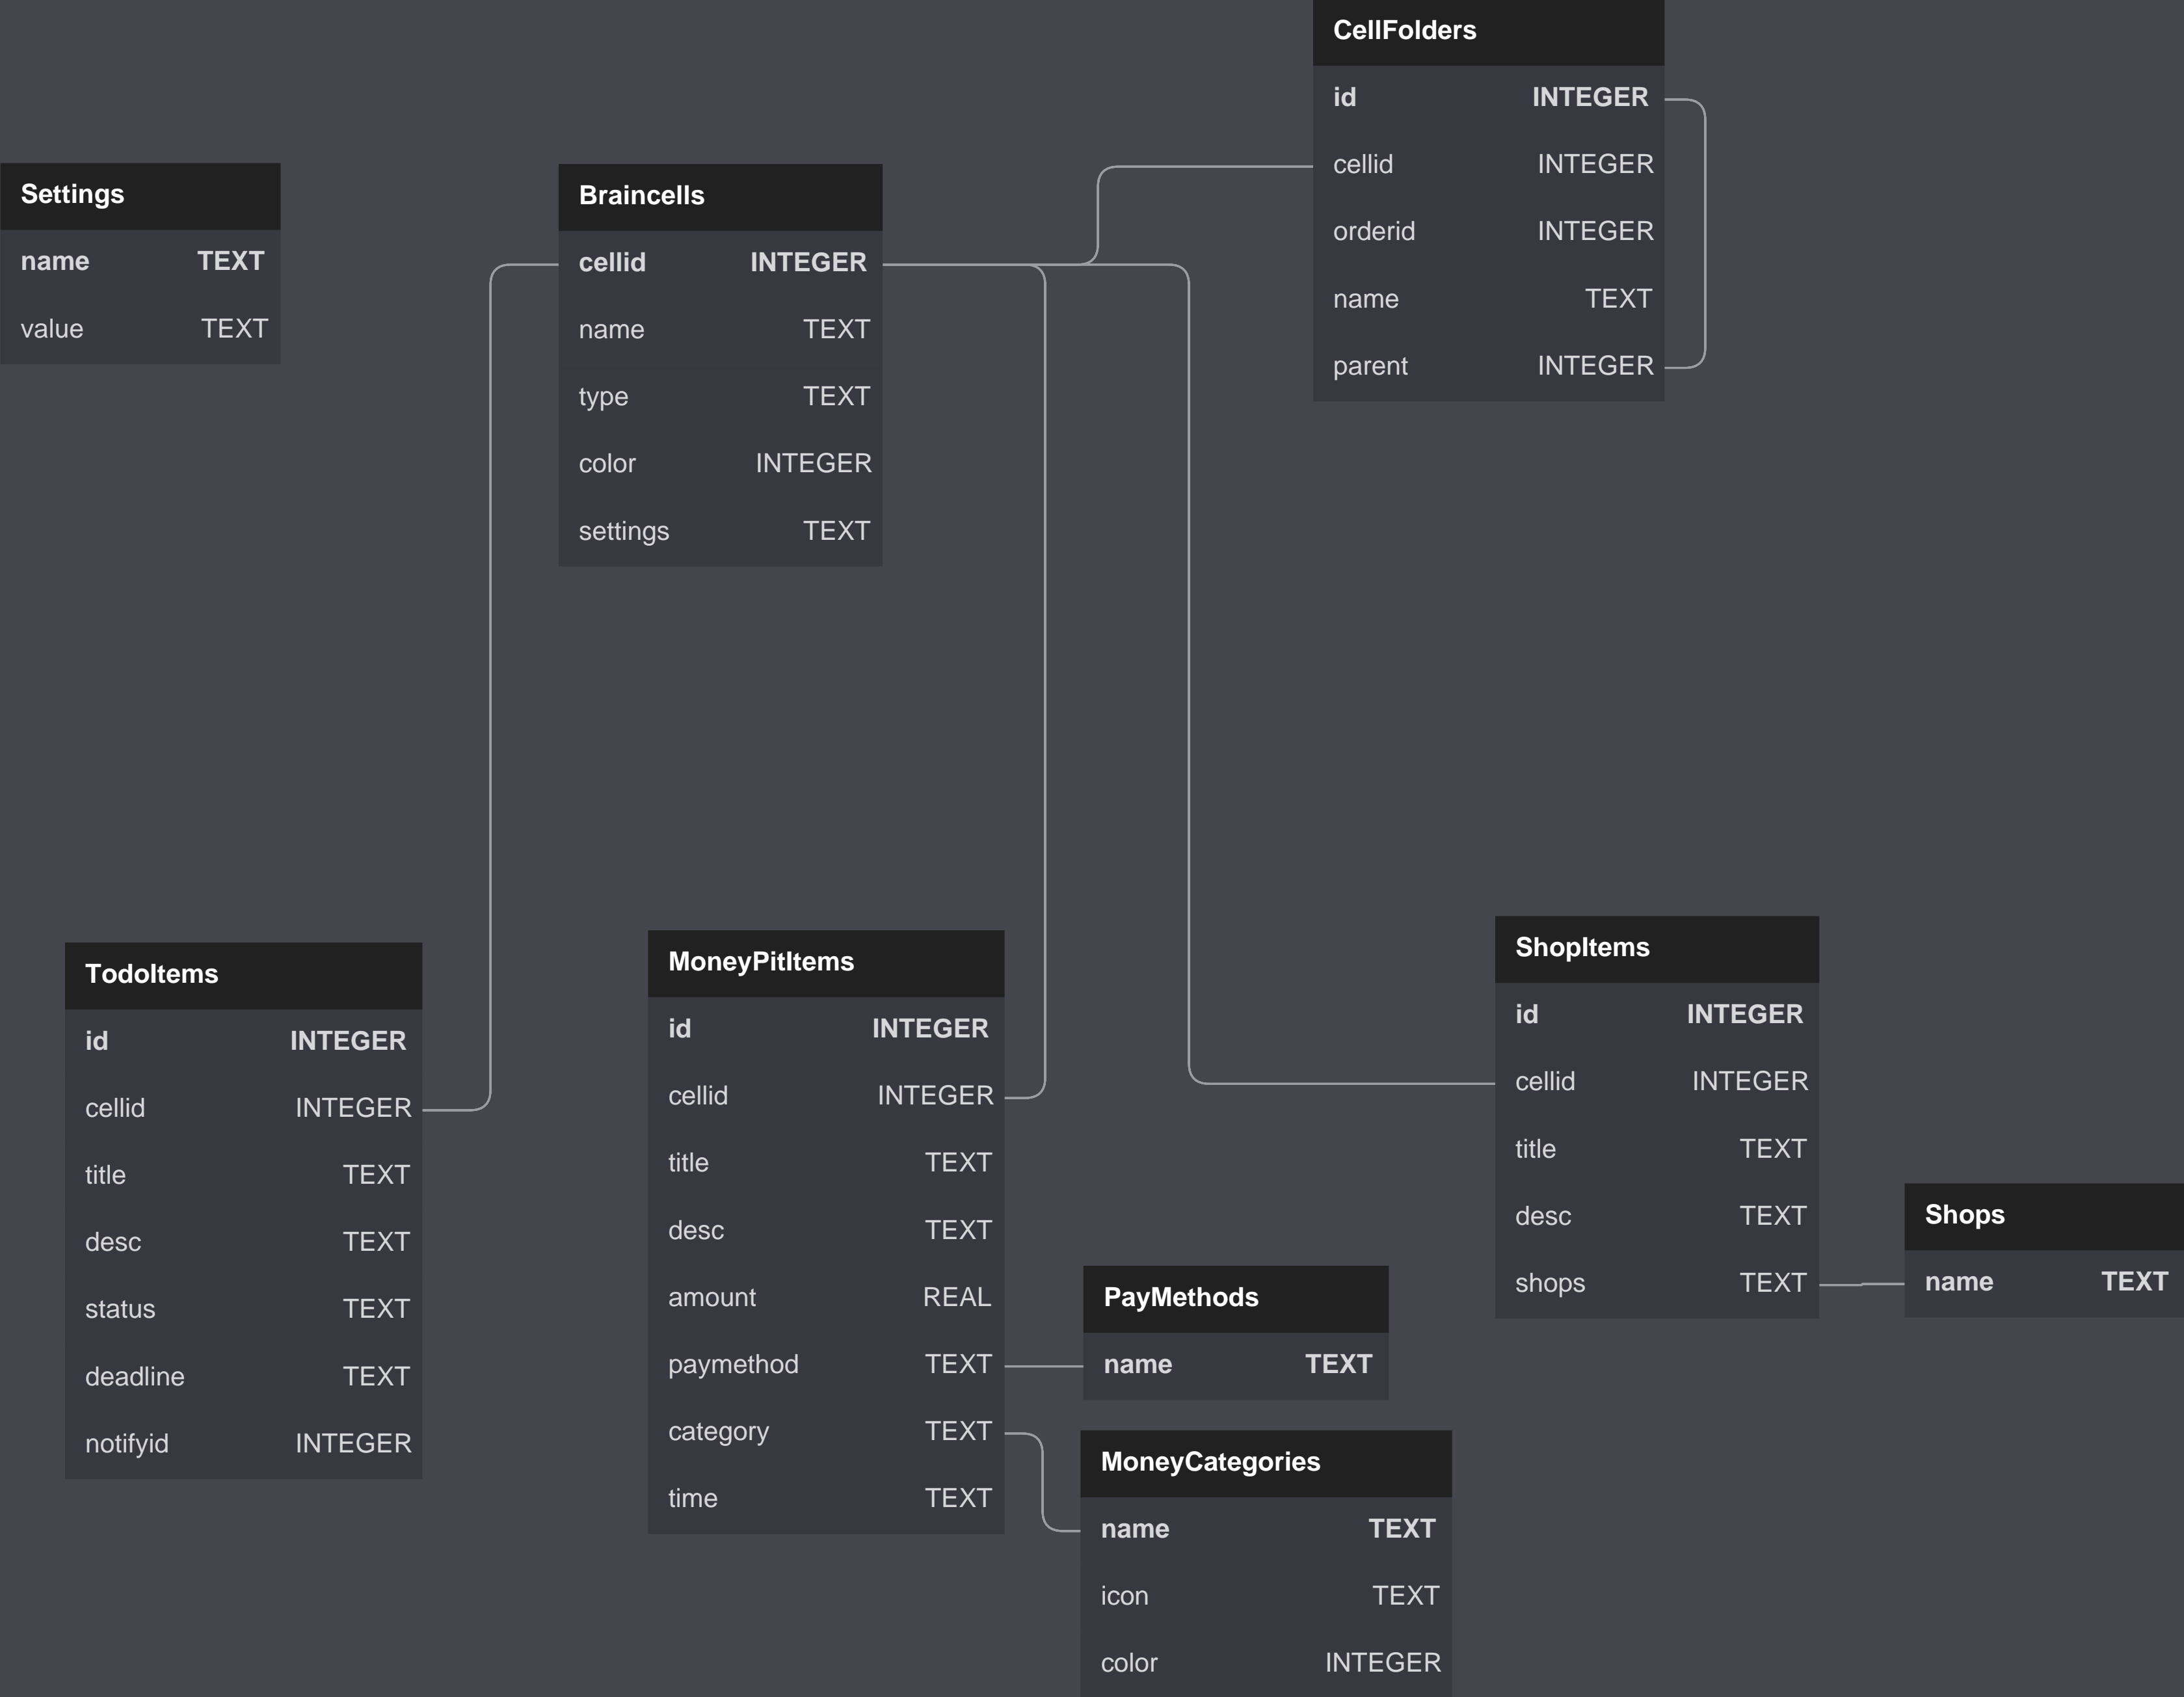 CellFolders
id INTEGER
cellid INTEGER
orderid INTEGER
name TEXT
parent INTEGER
Settings
name TEXT
value TEXT
Braincells
cellid INTEGER
name TEXT
type TEXT
color INTEGER
settings TEXT
TodoItems
id INTEGER
cellid INTEGER
title TEXT
desc TEXT
status TEXT
deadline TEXT
notifyid INTEGER
MoneyPitItems
id INTEGER
cellid INTEGER
title TEXT
desc TEXT
amount REAL
paymethod TEXT
category TEXT
time TEXT
PayMethods
name TEXT
MoneyCategories
name TEXT
icon TEXT
color INTEGER
ShopItems
id INTEGER
cellid INTEGER
title TEXT
desc TEXT
shops TEXT
Shops
name TEXT